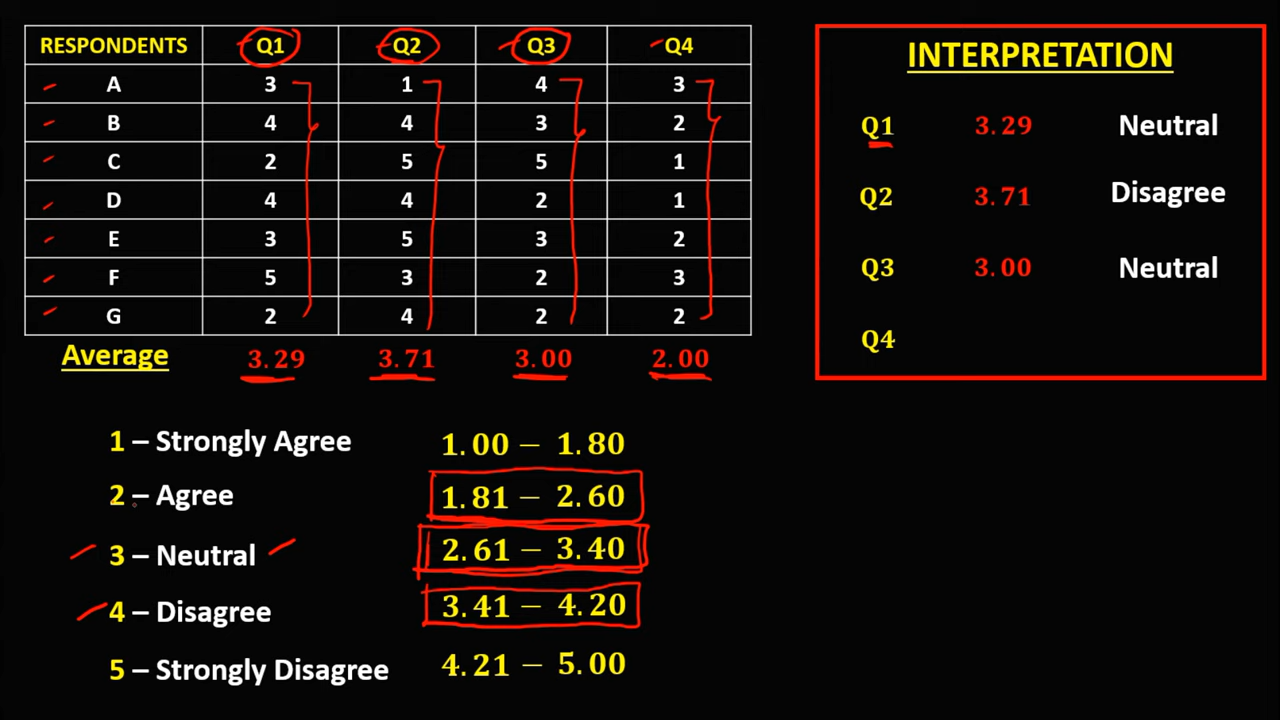 RESPONDENTS Q1 Q2 Q3 Q4
A 3 1 4 3
B 4 4 3 2
C 2 5 5 1
D 4 4 2 1
E 3 5 3 2
F 5 3 2 3
G 2 4 2 2
Average 3.29 3.71 3.00 2.00
INTERPRETATION
Q1 3.29 Neutral
Q2 3.71 Disagree
Q3 3.00 Neutral
Q4
1 – Strongly Agree 1.00 – 1.80
2 – Agree 1.81 – 2.60
3 – Neutral 2.61 – 3.40
4 – Disagree 3.41 – 4.20
5 – Strongly Disagree 4.21 – 5.00